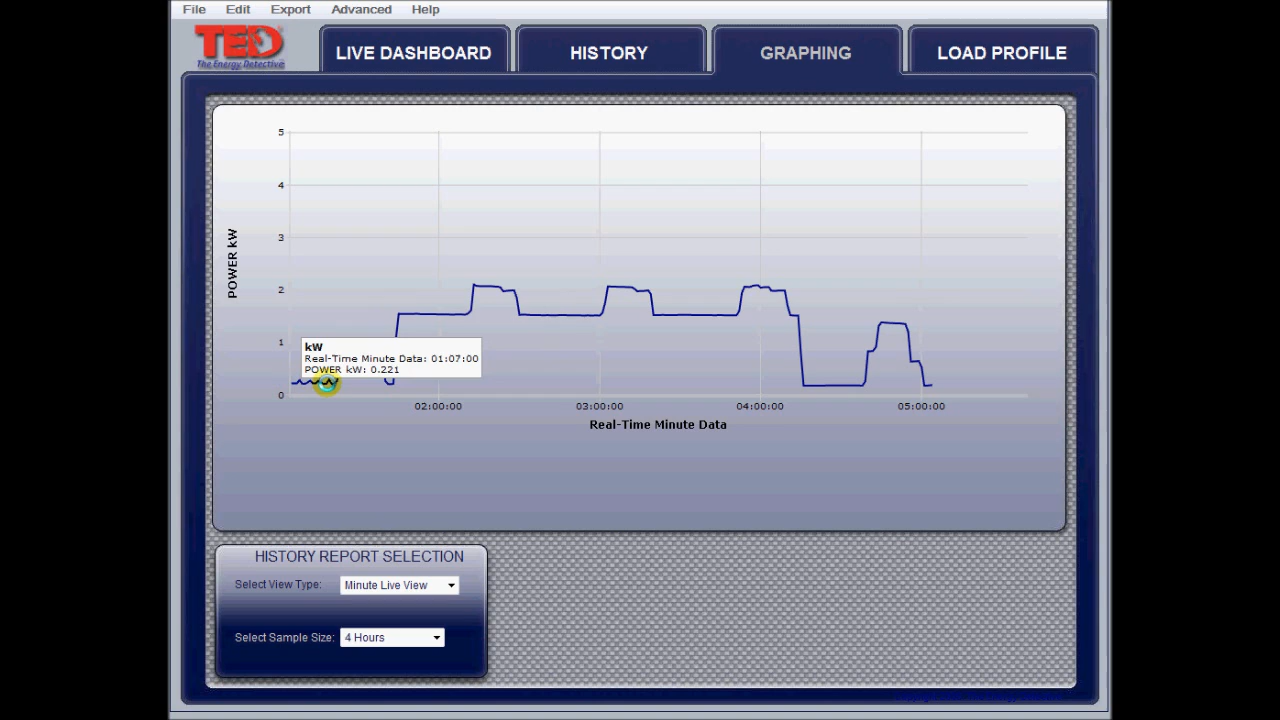 File Edit Export Advanced Help
TED
The Energy Detective
LIVE DASHBOARD
HISTORY
GRAPHING
LOAD PROFILE
5
4
3
2
1
0
POWER kW
kW
Real-Time Minute Data: 01:07:00
POWER kW: 0.221
02:00:00 03:00:00 04:00:00 05:00:00
Real-Time Minute Data
HISTORY REPORT SELECTION
Select View Type: Minute Live View
Select Sample Size: 4 Hours